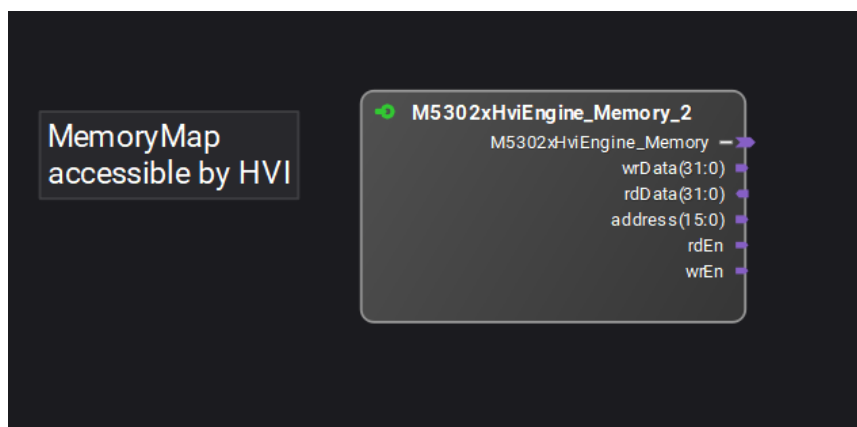 MemoryMap
accessible by HVI
M5302xHviEngine_Memory_2
M5302xHviEngine_Memory
wrData(31:0)
rdData(31:0)
address(15:0)
rdEn
wrEn